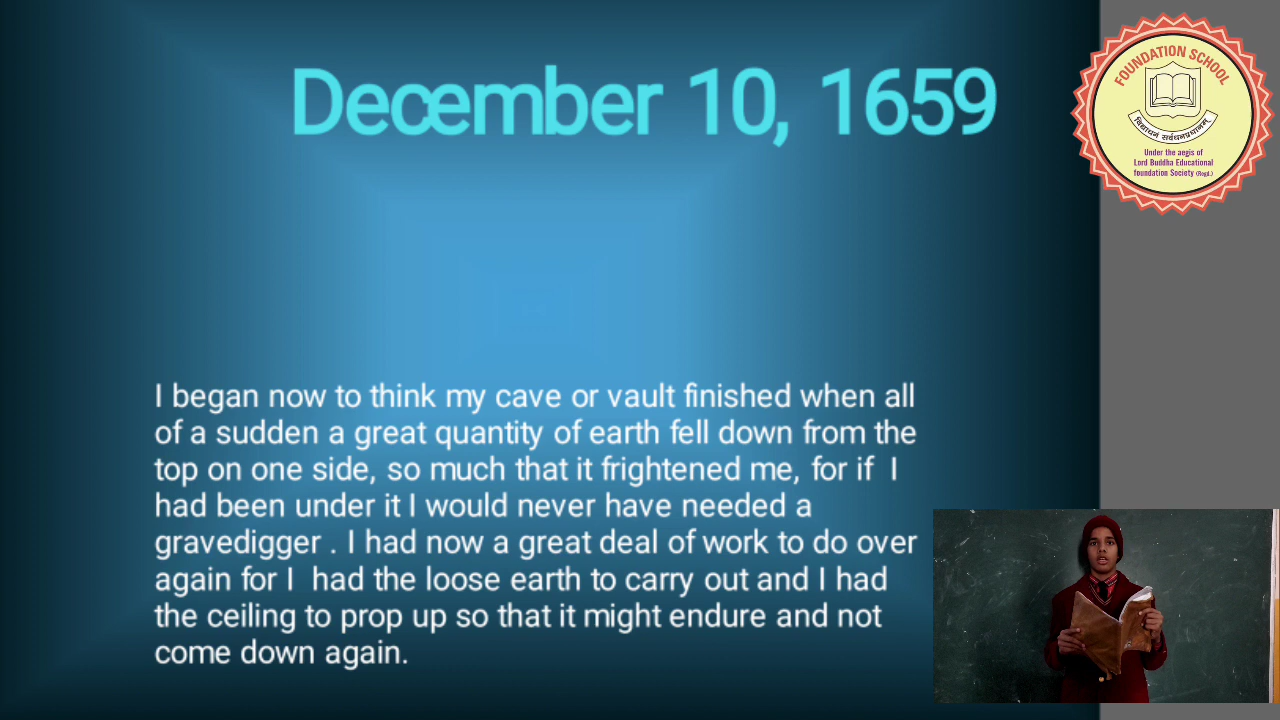 December 10, 1659
FOUNDATION SCHOOL
Under the aegis of
Lord Buddha Educational
foundation Society (Regd.)
I began now to think my cave or vault finished when all
of a sudden a great quantity of earth fell down from the
top on one side, so much that it frightened me, for if I
had been under it I would never have needed a
gravedigger . I had now a great deal of work to do over
again for I had the loose earth to carry out and I had
the ceiling to prop up so that it might endure and not
come down again.